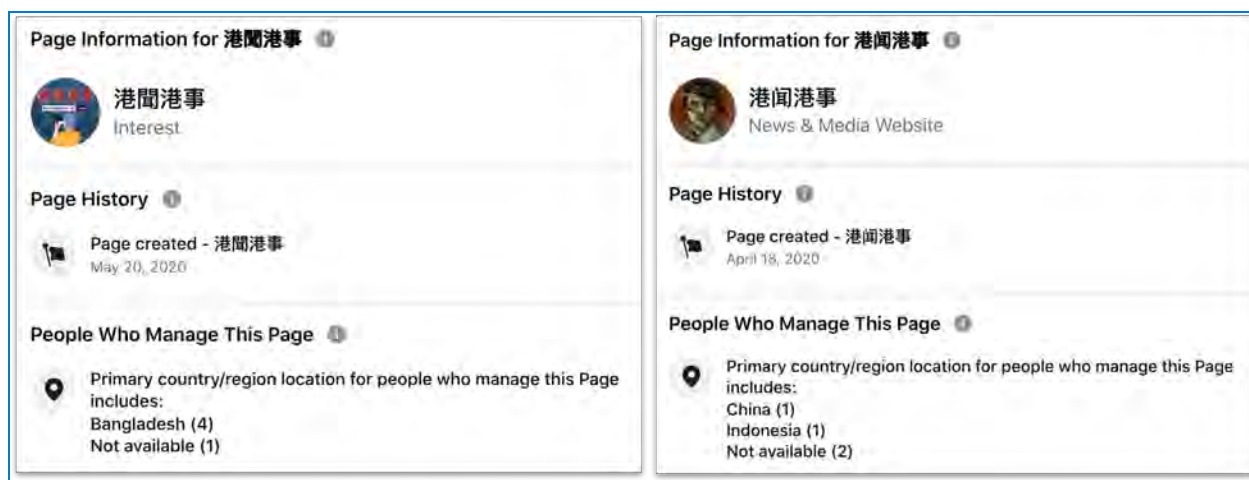 Page Information for 港聞港事
港聞港事
Interest
Page History
Page created - 港聞港事
May 20, 2020
People Who Manage This Page
Primary country/region location for people who manage this Page
includes:
Bangladesh (4)
Not available (1)
Page Information for 港闻港事
港闻港事
News & Media Website
Page History
Page created - 港闻港事
April 18, 2020
People Who Manage This Page
Primary country/region location for people who manage this Page
includes:
China (1)
Indonesia (1)
Not available (2)